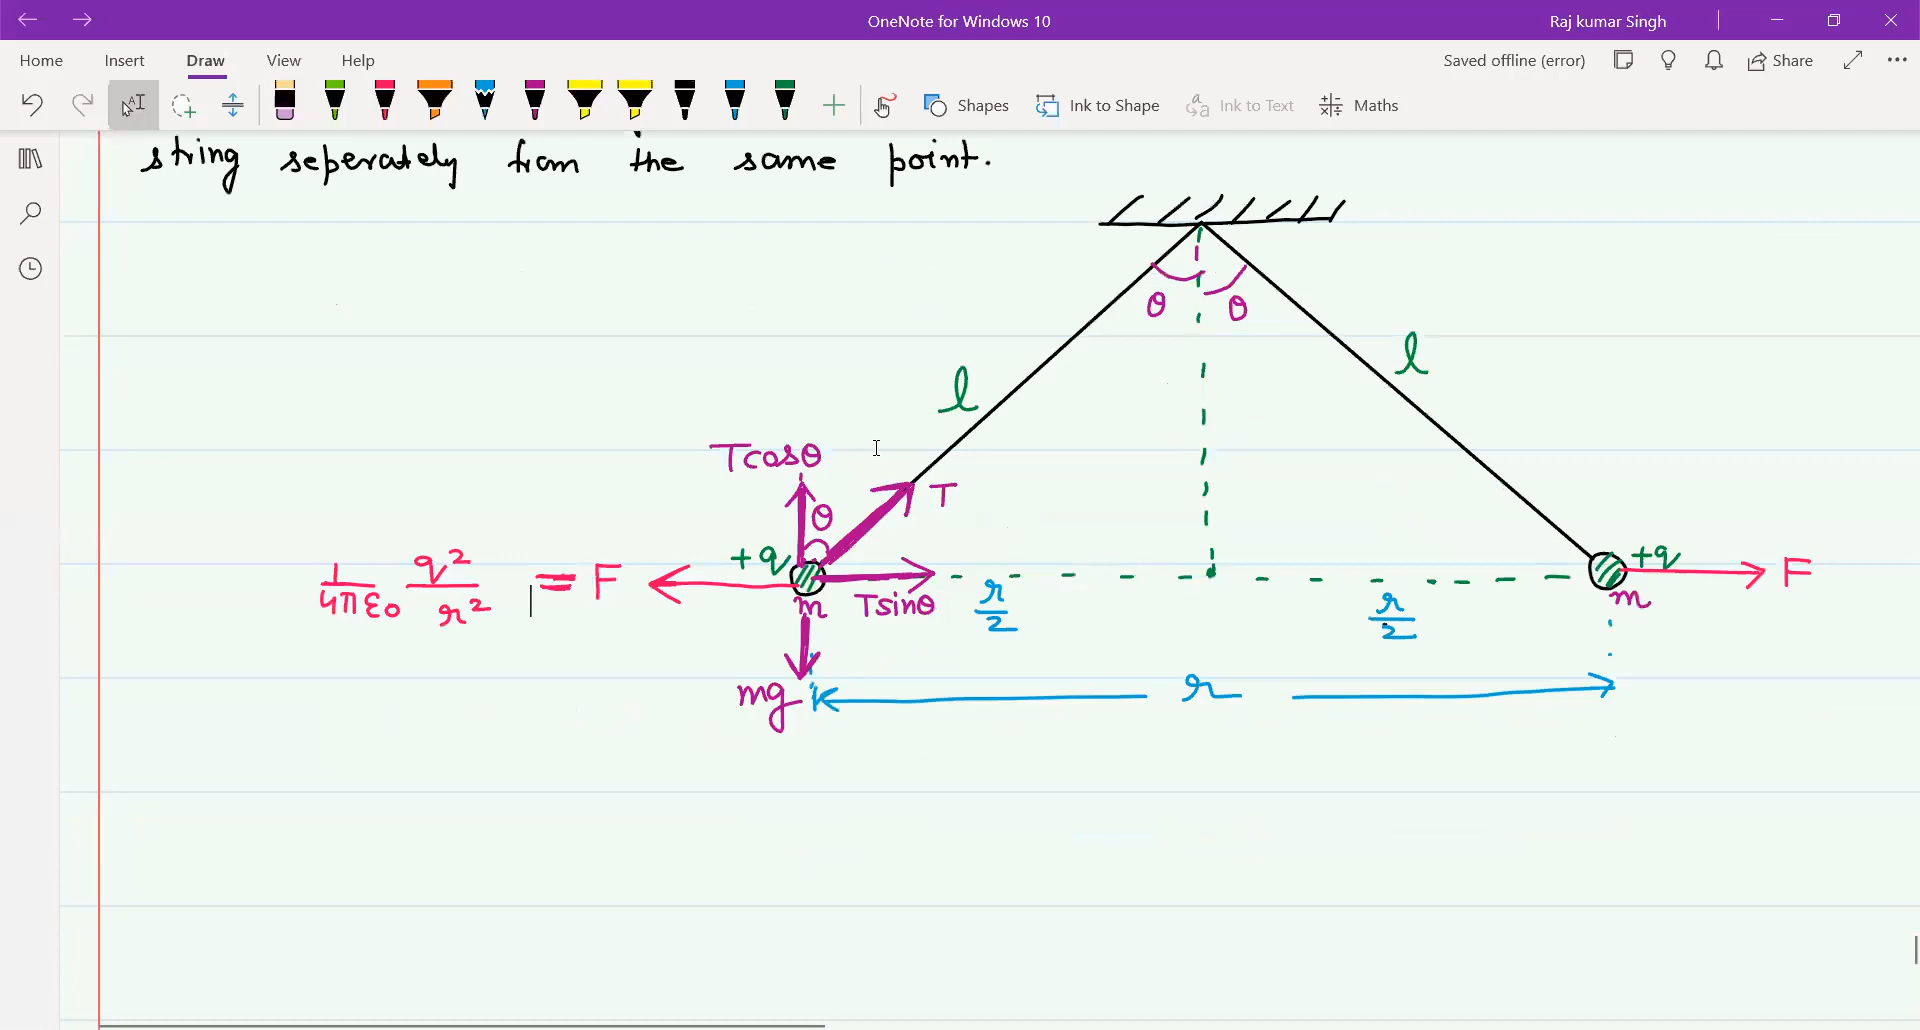 OneNote for Windows 10
Raj kumar Singh
Home Insert Draw View Help
Saved offline (error) Share
Shapes Ink to Shape Ink to Text Maths
string seperately from the same point.
θ θ
l
l
Tcosθ
θ T
+q
+q
1/4πε₀ q²/r² = F
F
m Tsinθ r/2
r/2
m
mg
r